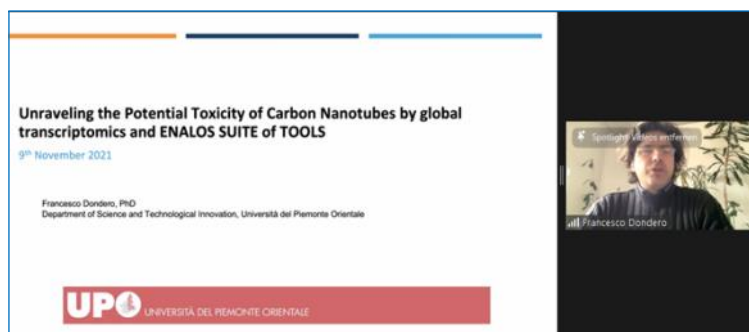 Unraveling the Potential Toxicity of Carbon Nanotubes by global
transcriptomics and ENALOS SUITE of TOOLS
9th November 2021
Francesco Dondero, PhD
Department of Science and Technological Innovation, Università del Piemonte Orientale
UPO UNIVERSITÀ DEL PIEMONTE ORIENTALE
Spotlight-Videos entfernen
Francesco Dondero